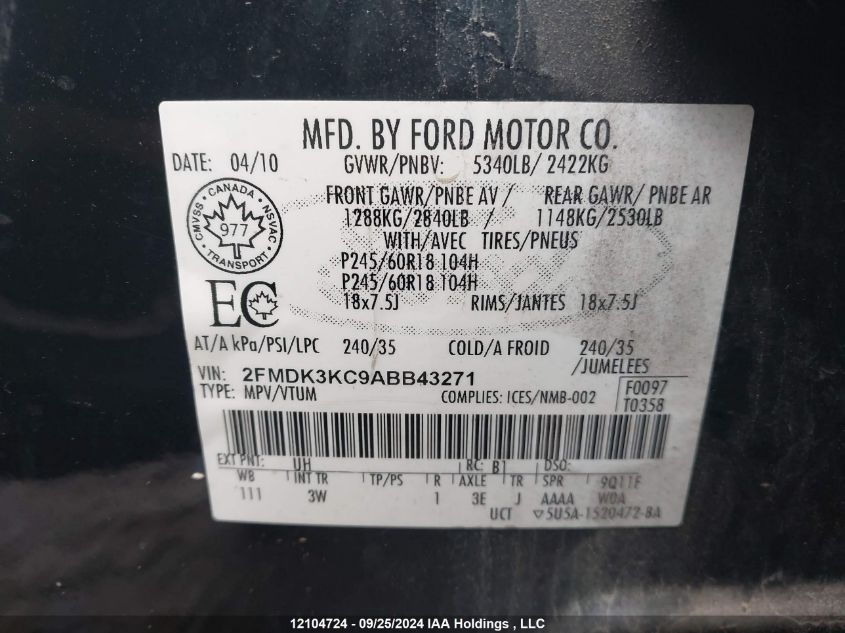 MFD. BY FORD MOTOR CO.
DATE: 04/10 GVWR/PNBV: 5340LB/ 2422KG
FRONT GAWR/PNBE AV / REAR GAWR/ PNBE AR
1288KG/2840LB / 1148KG/2530LB
WITH/AVEC TIRES/PNEUS
CMVSS CANADA NSVAC
977
TRANSPORT
P245/60R18 104H
P245/60R18 104H
18x7.5J RIMS/JANTES 18x7.5J
EC
AT/A kPa/PSI/LPC 240/35 COLD/A FROID 240/35
/JUMELEES
VIN: 2FMDK3KC9ABB43271
TYPE: MPV/VTUM COMPLIES: ICES/NMB-002
F0097
T0358
EXT PNT: UH RC: B1 DSO:
WB INT TR TP/PS R AXLE TR SPR 9Q11E
111 3W 1 3E J AAAA W0A
UCT ▽5U5A-1520472-BA
12104724 - 09/25/2024 IAA Holdings , LLC